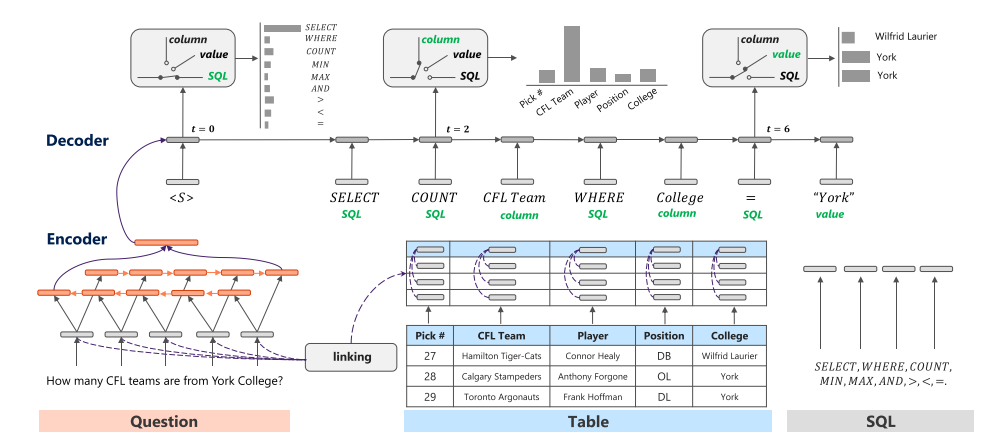 column
value
SQL
SELECT
WHERE
COUNT
MIN
MAX
AND
>
<
=
column
value
SQL
Pick #
CFL Team
Player
Position
College
column
value
SQL
Wilfrid Laurier
York
York
Decoder
t = 0
t = 2
t = 6
<S> SELECT COUNT CFL Team WHERE College = “York”
SQL SQL column SQL column SQL value
Encoder
linking
Pick # CFL Team Player Position College
27 Hamilton Tiger-Cats Connor Healy DB Wilfrid Laurier
28 Calgary Stampeders Anthony Forgone OL York
29 Toronto Argonauts Frank Hoffman DL York
How many CFL teams are from York College?
SELECT, WHERE, COUNT,
MIN, MAX, AND, >, <, =.
Question Table SQL